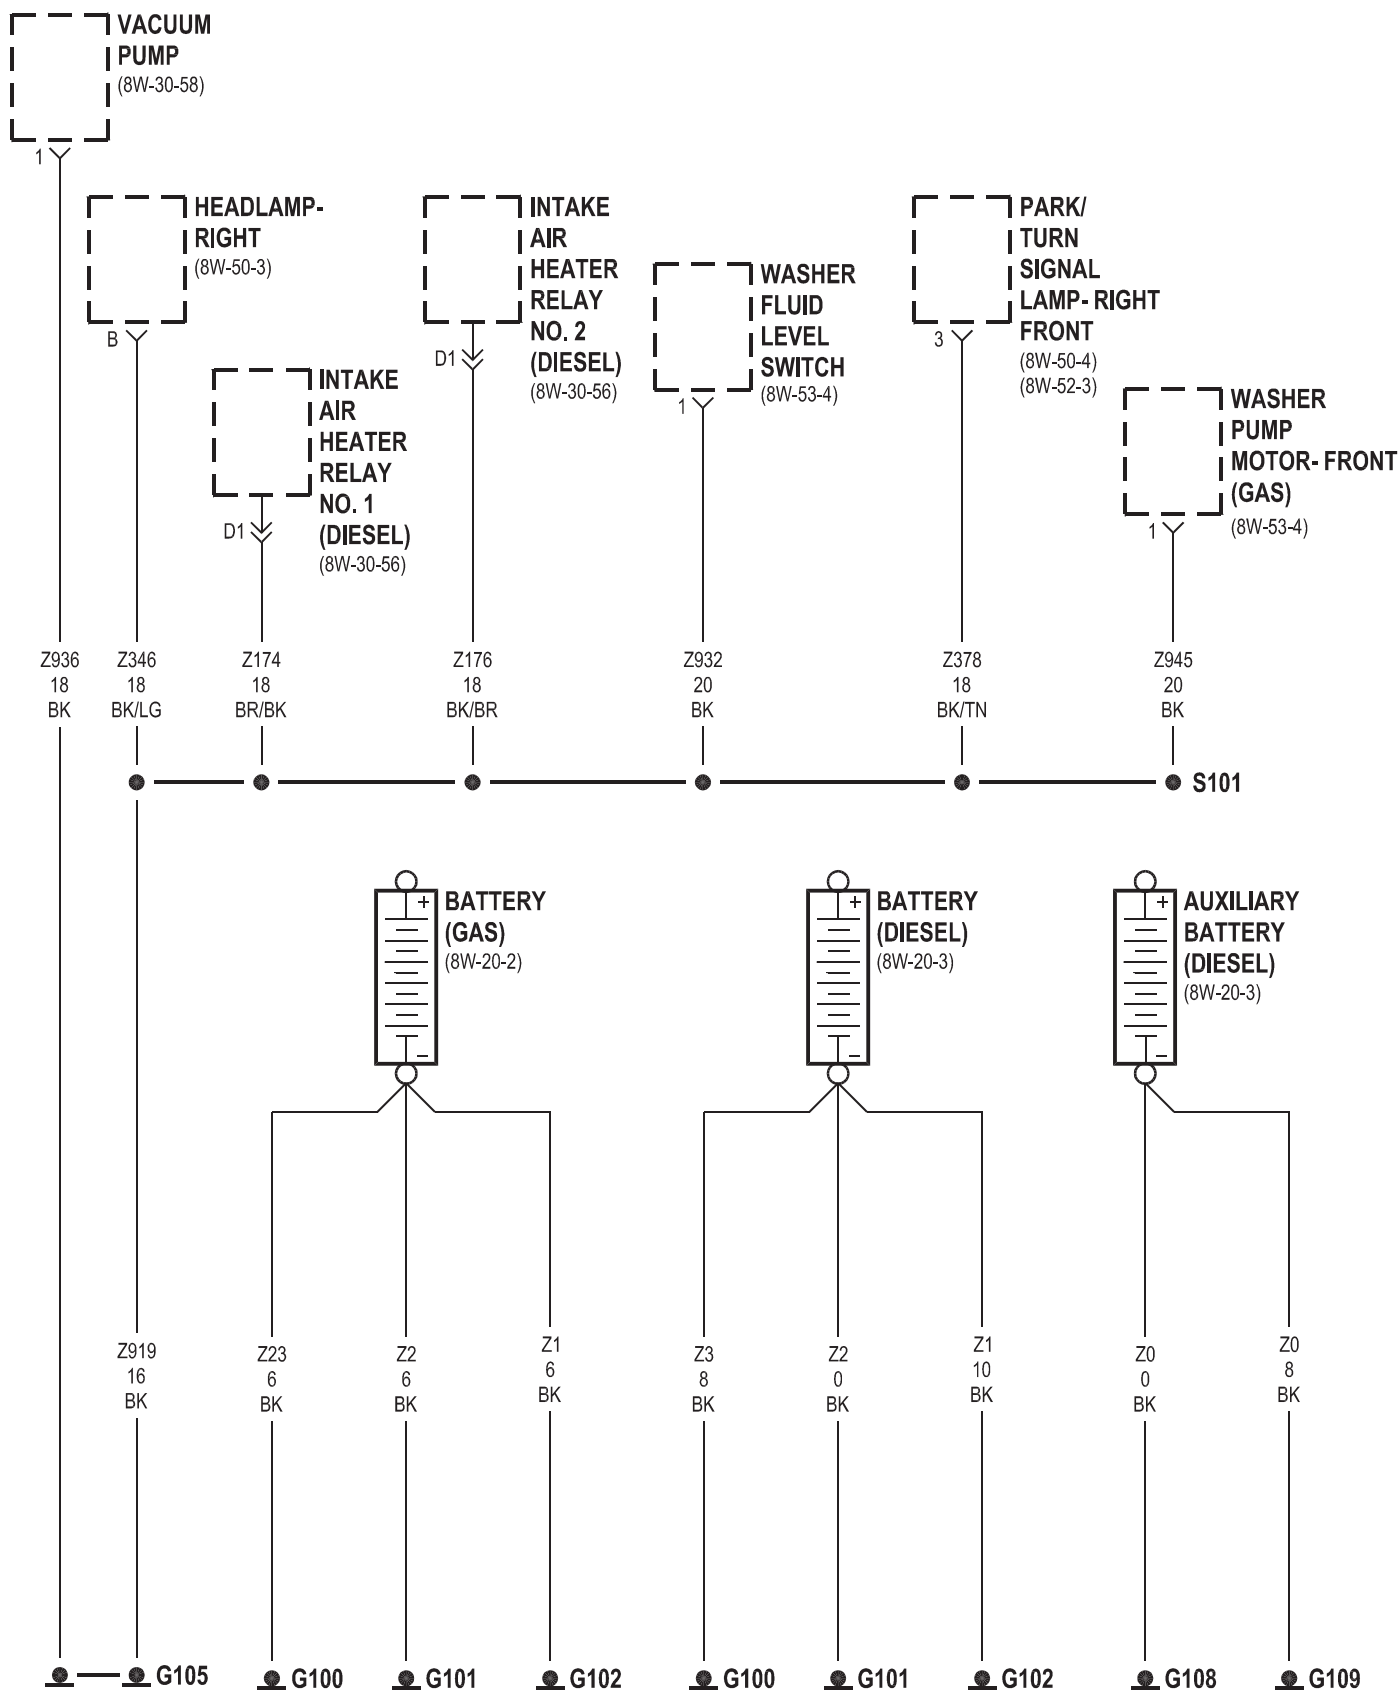 VACUUM
PUMP
(8W-30-58)
1
HEADLAMP-
RIGHT
(8W-50-3)
B
INTAKE
AIR
HEATER
RELAY
NO. 1
(DIESEL)
(8W-30-56)
D1
INTAKE
AIR
HEATER
RELAY
NO. 2
(DIESEL)
(8W-30-56)
D1
WASHER
FLUID
LEVEL
SWITCH
(8W-53-4)
1
PARK/
TURN
SIGNAL
LAMP- RIGHT
FRONT
(8W-50-4)
(8W-52-3)
3
WASHER
PUMP
MOTOR- FRONT
(GAS)
(8W-53-4)
1
Z936
18
BK
Z346
18
BK/LG
Z174
18
BR/BK
Z176
18
BK/BR
Z932
20
BK
Z378
18
BK/TN
Z945
20
BK
S101
+
BATTERY
(GAS)
(8W-20-2)
–
+
BATTERY
(DIESEL)
(8W-20-3)
–
+
AUXILIARY
BATTERY
(DIESEL)
(8W-20-3)
–
Z919
16
BK
Z23
6
BK
Z2
6
BK
Z1
6
BK
Z3
8
BK
Z2
0
BK
Z1
10
BK
Z0
0
BK
Z0
8
BK
G105
G100
G101
G102
G100
G101
G102
G108
G109